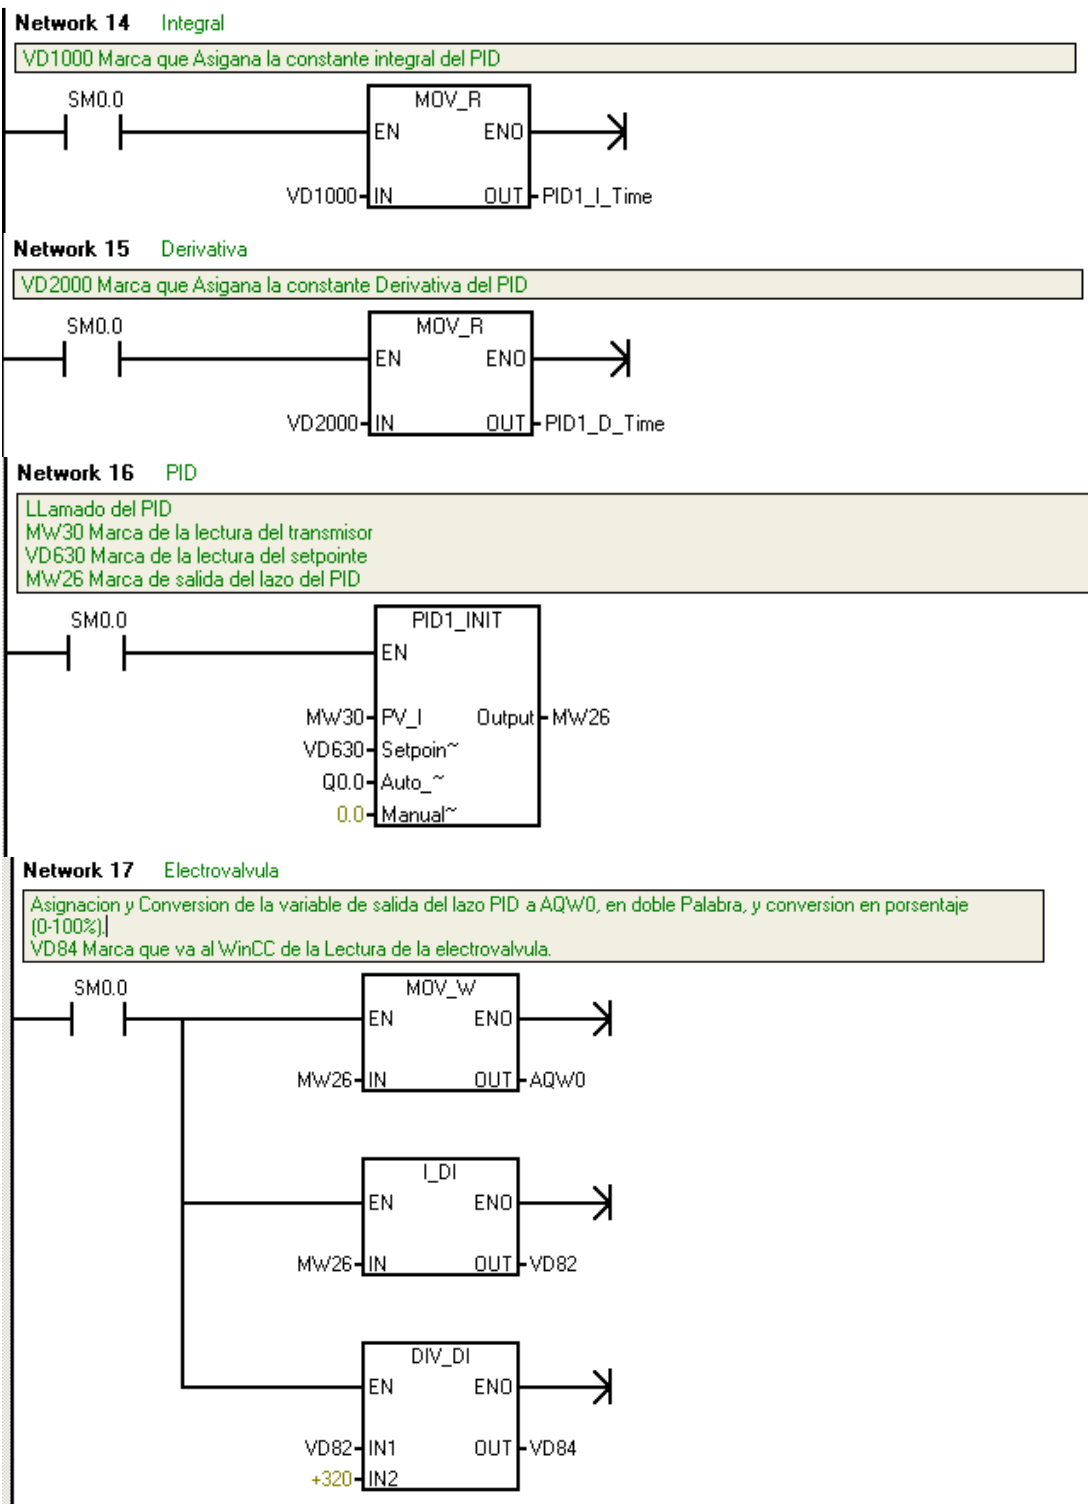 Network 14 Integral
VD1000 Marca que Asigana la constante integral del PID
SM0.0
MOV_R
EN ENO
VD1000 IN OUT PID1_I_Time
Network 15 Derivativa
VD2000 Marca que Asigana la constante Derivativa del PID
SM0.0
MOV_R
EN ENO
VD2000 IN OUT PID1_D_Time
Network 16 PID
LLamado del PID
MW30 Marca de la lectura del transmisor
VD630 Marca de la lectura del setpointe
MW26 Marca de salida del lazo del PID
SM0.0
PID1_INIT
EN
MW30 PV_I Output MW26
VD630 Setpoin~
Q0.0 Auto_~
0.0 Manual~
Network 17 Electrovalvula
Asignacion y Conversion de la variable de salida del lazo PID a AQW0, en doble Palabra, y conversion en porsentaje
(0-100%).
VD84 Marca que va al WinCC de la Lectura de la electrovalvula.
SM0.0
MOV_W
EN ENO
MW26 IN OUT AQW0
I_DI
EN ENO
MW26 IN OUT VD82
DIV_DI
EN ENO
VD82 IN1 OUT VD84
+320 IN2